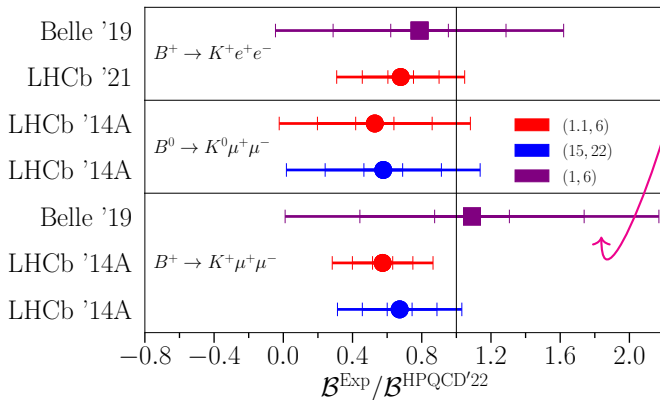 Belle '19
B⁺ → K⁺e⁺e⁻
LHCb '21
LHCb '14A
B⁰ → K⁰μ⁺μ⁻
LHCb '14A
(1.1, 6)
(15, 22)
(1, 6)
Belle '19
B⁺ → K⁺μ⁺μ⁻
LHCb '14A
LHCb '14A
−0.8 −0.4 0.0 0.4 0.8 1.2 1.6 2.0
ℬ^Exp/ℬ^HPQCD'22